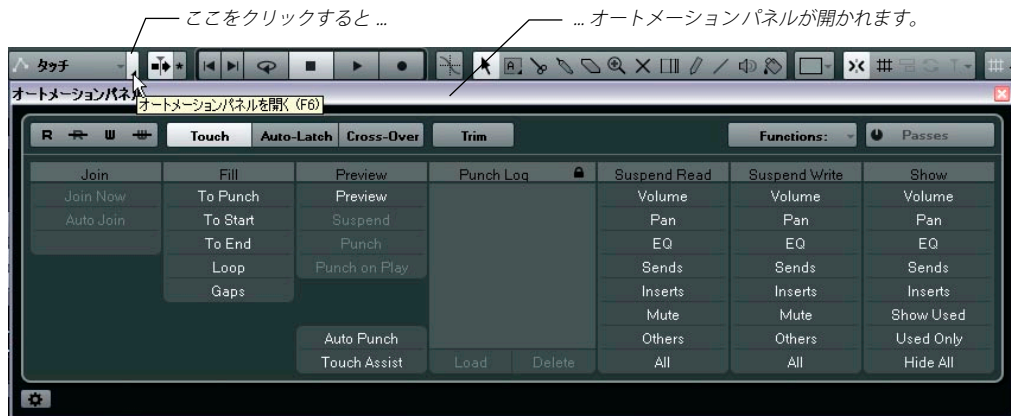 ここをクリックすると ...
... オートメーションパネルが開かれます。
タッチ
オートメーションパネル
オートメーションパネルを開く (F6)
R R W W Touch Auto-Latch Cross-Over Trim Functions: Passes
Join Fill Preview Punch Log Suspend Read Suspend Write Show
Join Now To Punch Preview Volume Volume Volume
Auto Join To Start Suspend Pan Pan Pan
To End Punch EQ EQ EQ
Loop Punch on Play Sends Sends Sends
Gaps Inserts Inserts Inserts
Mute Mute Show Used
Auto Punch Others Others Used Only
Touch Assist Load Delete All All Hide All